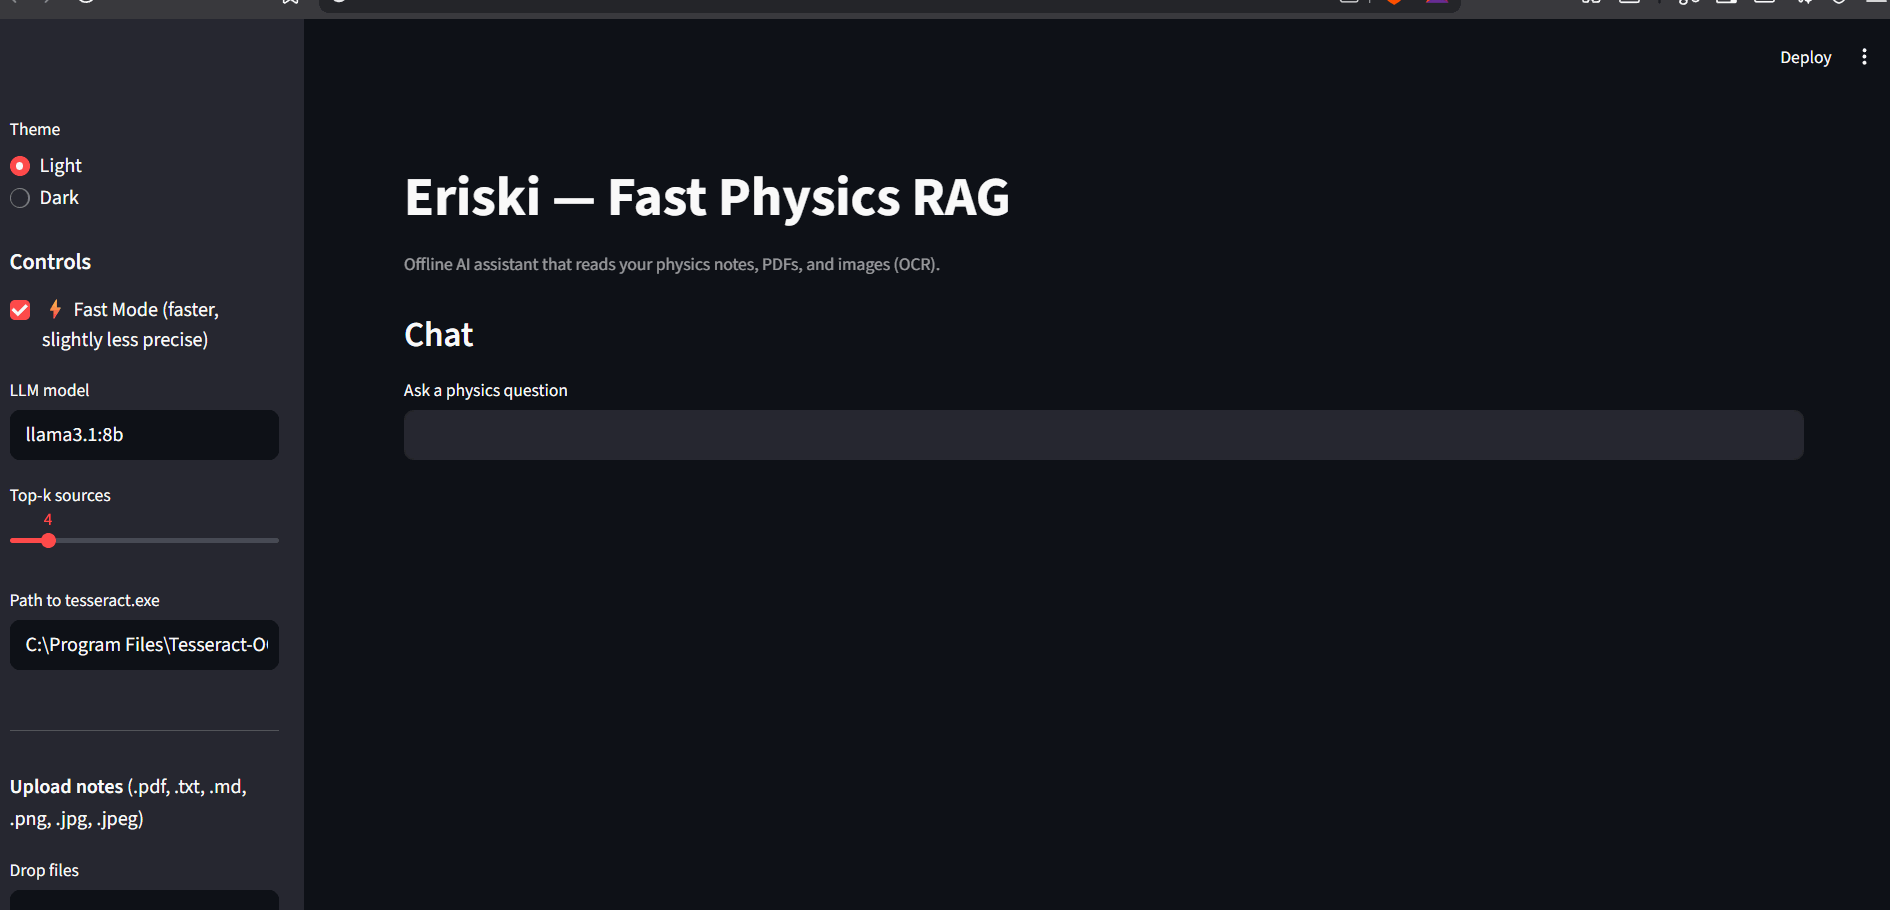 Deploy
Theme
Light
Dark
Controls
⚡ Fast Mode (faster,
slightly less precise)
LLM model
llama3.1:8b
Top-k sources
4
Path to tesseract.exe
C:\Program Files\Tesseract-O
Upload notes (.pdf, .txt, .md,
.png, .jpg, .jpeg)
Drop files
Eriski — Fast Physics RAG
Offline AI assistant that reads your physics notes, PDFs, and images (OCR).
Chat
Ask a physics question